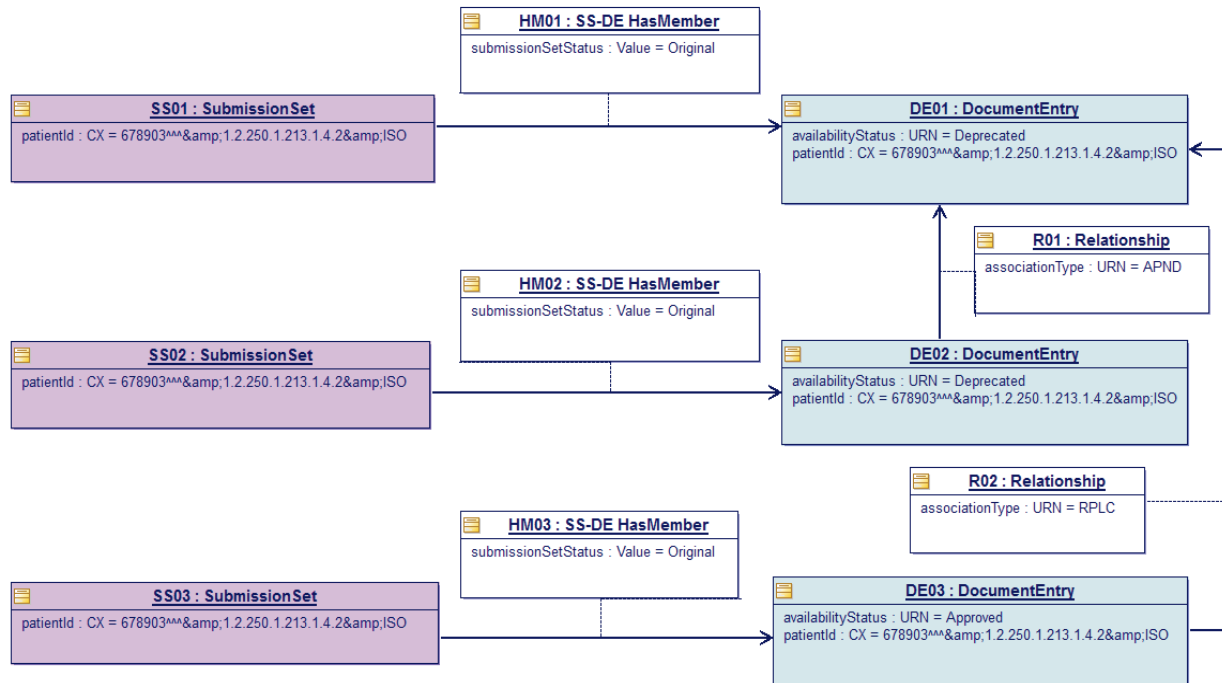 HM01 : SS-DE HasMember
submissionSetStatus : Value = Original
SS01 : SubmissionSet
patientId : CX = 678903^^^&amp;1.2.250.1.213.1.4.2&amp;ISO
DE01 : DocumentEntry
availabilityStatus : URN = Deprecated
patientId : CX = 678903^^^&amp;1.2.250.1.213.1.4.2&amp;ISO
R01 : Relationship
associationType : URN = APND
HM02 : SS-DE HasMember
submissionSetStatus : Value = Original
SS02 : SubmissionSet
patientId : CX = 678903^^^&amp;1.2.250.1.213.1.4.2&amp;ISO
DE02 : DocumentEntry
availabilityStatus : URN = Deprecated
patientId : CX = 678903^^^&amp;1.2.250.1.213.1.4.2&amp;ISO
R02 : Relationship
associationType : URN = RPLC
HM03 : SS-DE HasMember
submissionSetStatus : Value = Original
SS03 : SubmissionSet
patientId : CX = 678903^^^&amp;1.2.250.1.213.1.4.2&amp;ISO
DE03 : DocumentEntry
availabilityStatus : URN = Approved
patientId : CX = 678903^^^&amp;1.2.250.1.213.1.4.2&amp;ISO